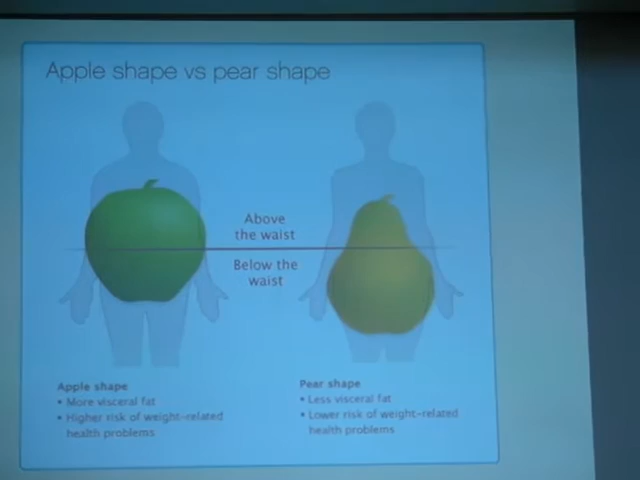 Apple shape vs pear shape
Above
the waist
Below the
waist
Apple shape
• More visceral fat
• Higher risk of weight-related
health problems
Pear shape
• Less visceral fat
• Lower risk of weight-related
health problems